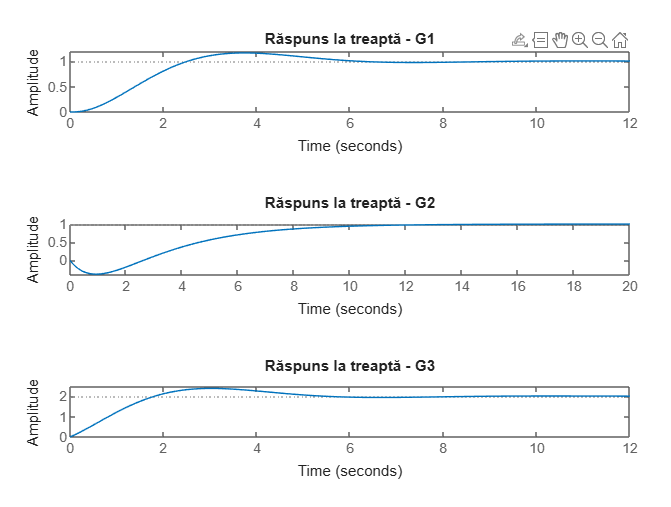 Răspuns la treaptă - G1
Amplitude
1
0.5
0
0 2 4 6 8 10 12
Time (seconds)
Răspuns la treaptă - G2
Amplitude
1
0.5
0
0 2 4 6 8 10 12 14 16 18 20
Time (seconds)
Răspuns la treaptă - G3
Amplitude
2
1
0
0 2 4 6 8 10 12
Time (seconds)